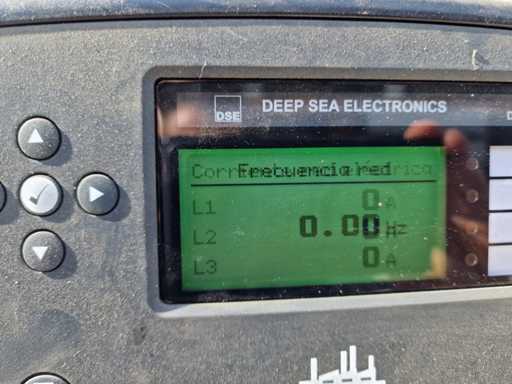 DSE DEEP SEA ELECTRONICS
Frecuencia red
L1 0 A
0.00 Hz
L2
L3 0 A